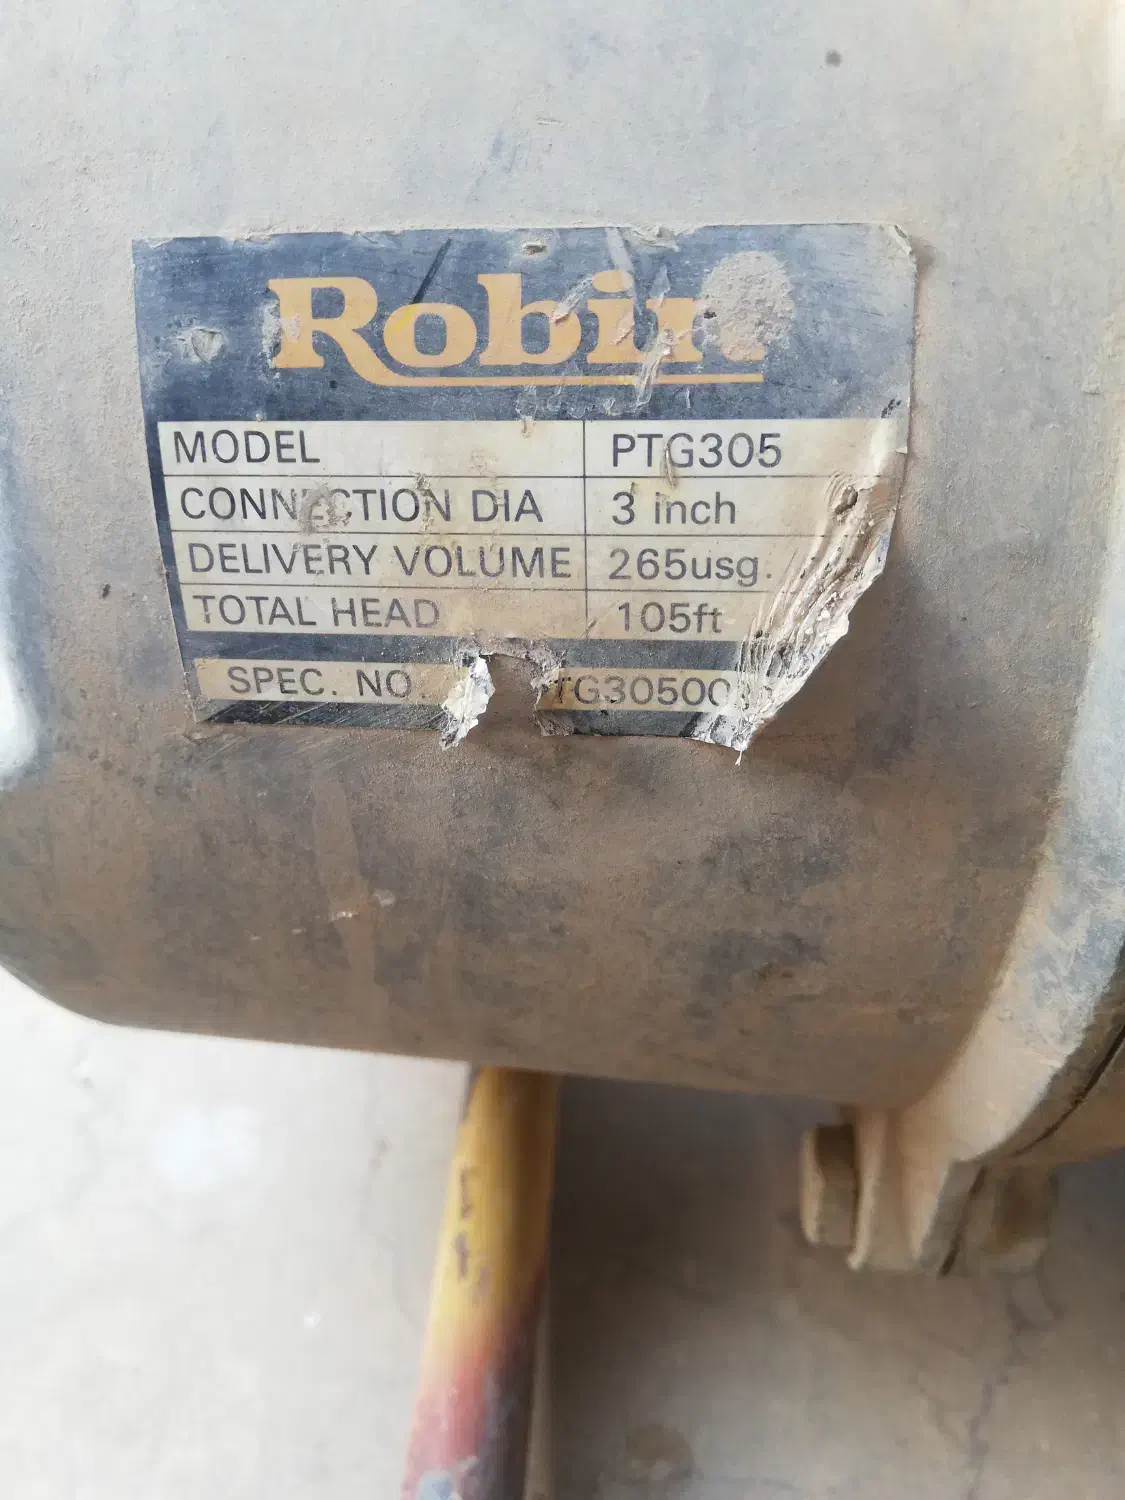 Robin
MODEL PTG305
CONNECTION DIA 3 inch
DELIVERY VOLUME 265usg.
TOTAL HEAD 105ft
SPEC. NO.